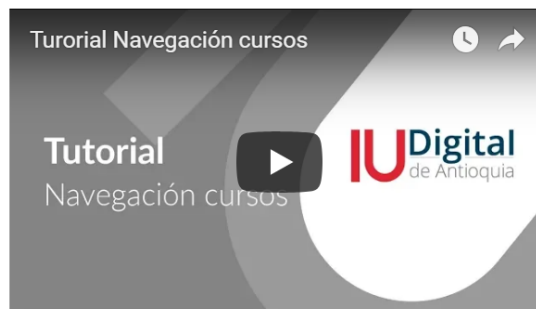 Turorial Navegación cursos
Tutorial
Navegación cursos
IU Digital
de Antioquia